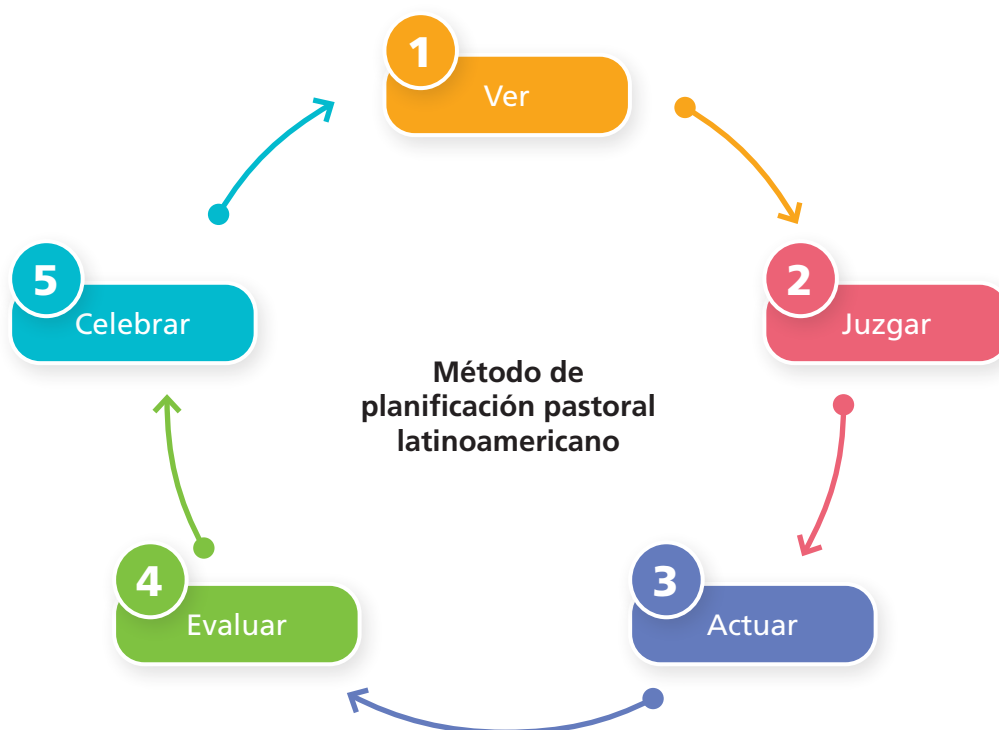 1
Ver
2
Juzgar
3
Actuar
4
Evaluar
5
Celebrar
Método de
planificación pastoral
latinoamericano